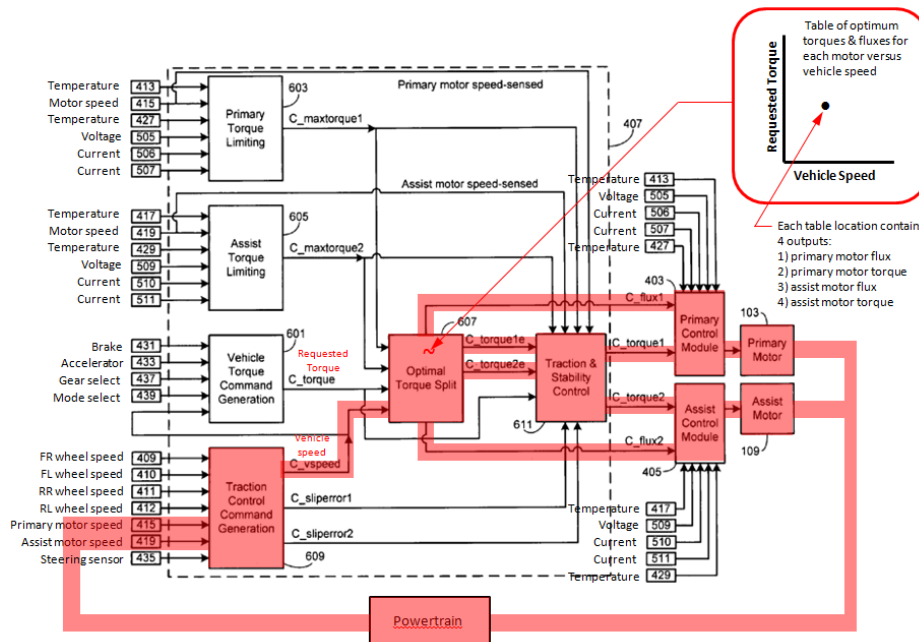 Table of optimum
torques & fluxes for
each motor versus
vehicle speed
Requested Torque
Vehicle Speed
Each table location contain
4 outputs:
1) primary motor flux
2) primary motor torque
3) assist motor flux
4) assist motor torque
Temperature 413
Motor speed 415
Temperature 427
Voltage 505
Current 506
Current 507
603
Primary
Torque
Limiting
C_maxtorque1
Primary motor speed-sensed
407
Temperature 417
Motor speed 419
Temperature 429
Voltage 509
Current 510
Current 511
605
Assist
Torque
Limiting
C_maxtorque2
Assist motor speed-sensed
Temperature 413
Voltage 505
Current 506
Current 507
Temperature 427
Brake 431
Accelerator 433
Gear select 437
Mode select 439
601
Vehicle
Torque
Command
Generation
Requested
Torque
C_torque
607
Optimal
Torque Split
C_flux1
C_torque1e
C_torque2e
Traction &
Stability
Control
611
C_torque1
C_torque2
C_flux2
403
Primary
Control
Module
103
Primary
Motor
Assist
Control
Module
405
Assist
Motor
109
FR wheel speed 409
FL wheel speed 410
RR wheel speed 411
RL wheel speed 412
Primary motor speed 415
Assist motor speed 419
Steering sensor 435
Traction
Control
Command
Generation
609
Vehicle
speed
C_vspeed
C_sliperror1
C_sliperror2
Temperature 417
Voltage 509
Current 510
Current 511
Temperature 429
Powertrain